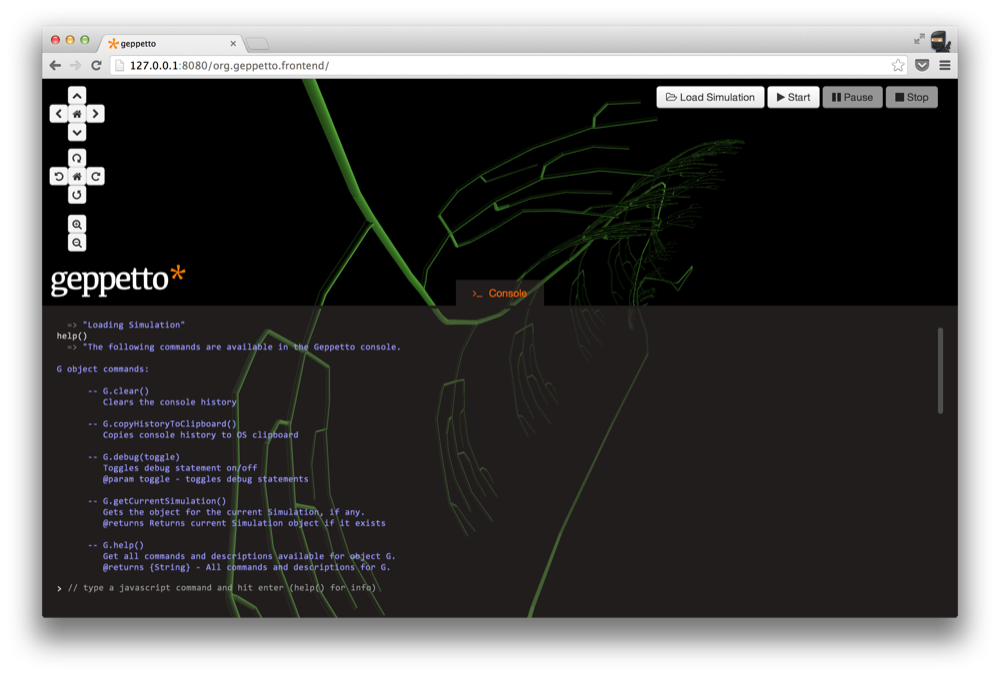 geppetto
127.0.0.1:8080/org.geppetto.frontend/
Load Simulation Start Pause Stop
geppetto*
>_ Console
=> "Loading Simulation"
help()
=> "The following commands are available in the Geppetto console.
G object commands:
-- G.clear()
Clears the console history
-- G.copyHistoryToClipboard()
Copies console history to OS clipboard
-- G.debug(toggle)
Toggles debug statement on/off
@param toggle - toggles debug statements
-- G.getCurrentSimulation()
Gets the object for the current Simulation, if any.
@returns Returns current Simulation object if it exists
-- G.help()
Get all commands and descriptions available for object G.
@returns {String} - All commands and descriptions for G.
> // type a javascript command and hit enter (help() for info)